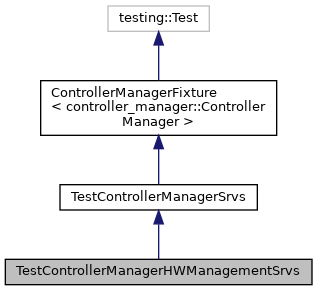 testing::Test
ControllerManagerFixture
< controller_manager::Controller
Manager >
TestControllerManagerSrvs
TestControllerManagerHWManagementSrvs